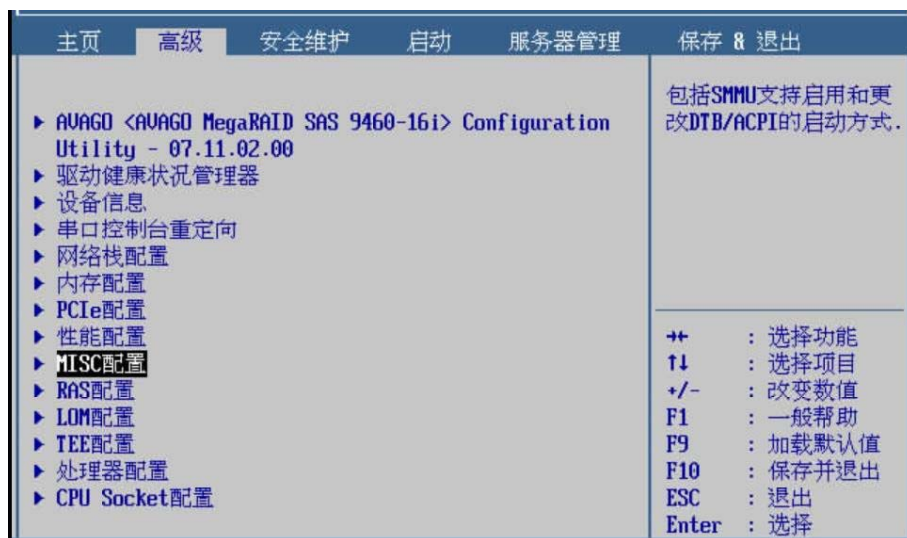 主页 高级 安全维护 启动 服务器管理 保存 & 退出
▶ AVAGO <AVAGO MegaRAID SAS 9460-16i> Configuration
Utility - 07.11.02.00
▶ 驱动健康状况管理器
▶ 设备信息
▶ 串口控制台重定向
▶ 网络栈配置
▶ 内存配置
▶ PCIe配置
▶ 性能配置
▶ MISC配置
▶ RAS配置
▶ LOM配置
▶ TEE配置
▶ 处理器配置
▶ CPU Socket配置
包括SMMU支持启用和更
改DTB/ACPI的启动方式.
→← : 选择功能
↑↓ : 选择项目
+/- : 改变数值
F1 : 一般帮助
F9 : 加载默认值
F10 : 保存并退出
ESC : 退出
Enter : 选择